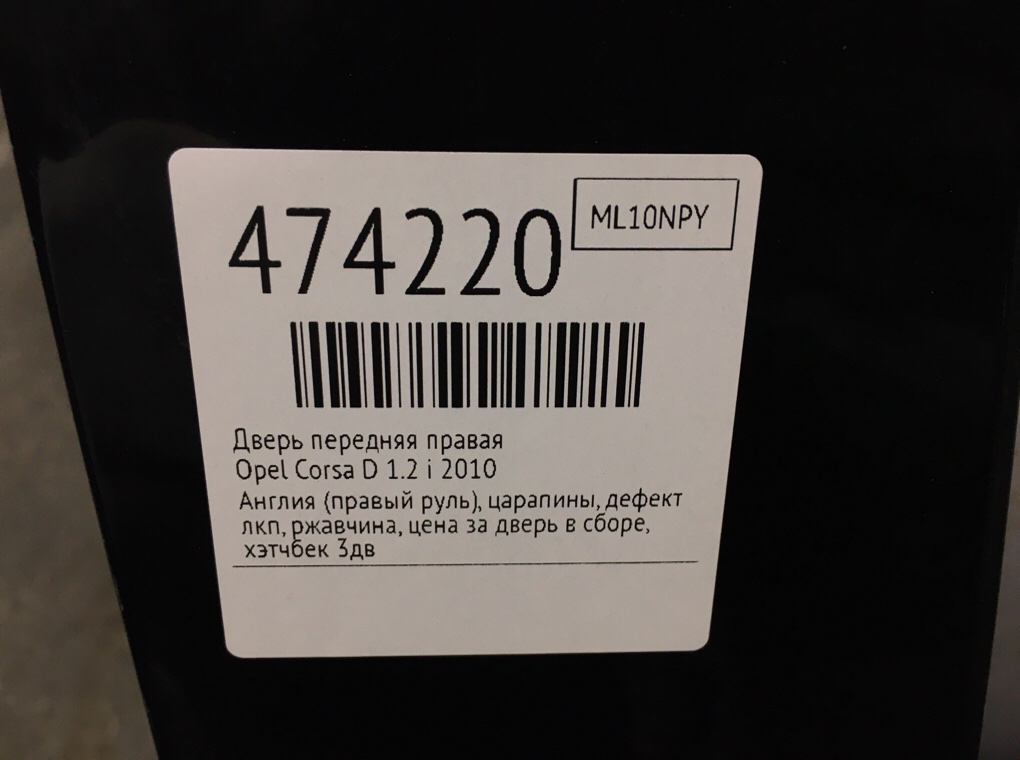 474220
ML10NPY
Дверь передняя правая
Opel Corsa D 1.2 i 2010
Англия (правый руль), царапины, дефект
лкп, ржавчина, цена за дверь в сборе,
хэтчбек 3дв